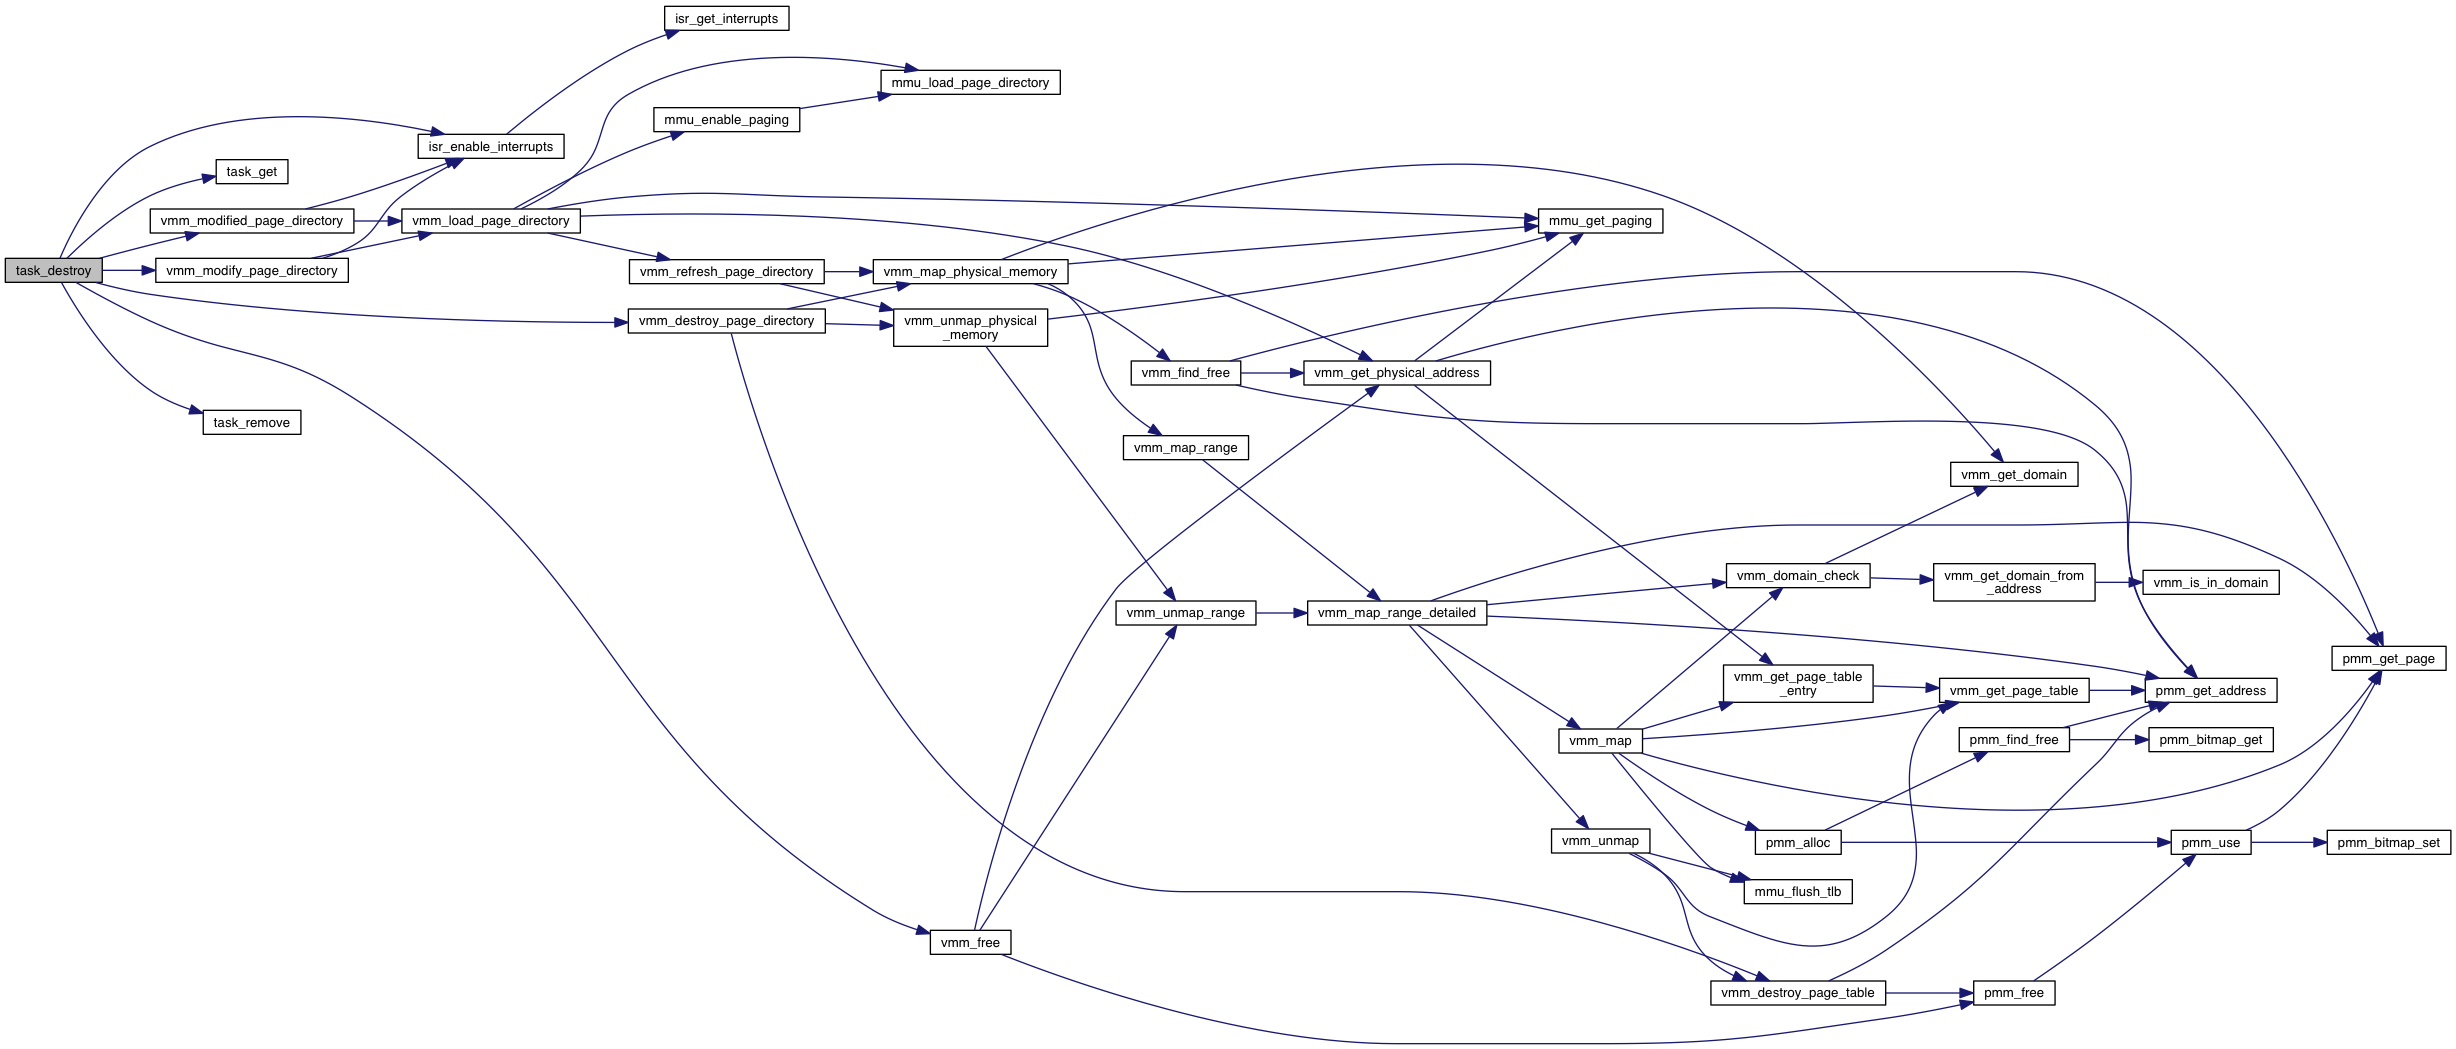 isr_get_interrupts
mmu_load_page_directory
mmu_enable_paging
isr_enable_interrupts
task_get
vmm_modified_page_directory
vmm_load_page_directory
mmu_get_paging
task_destroy
vmm_modify_page_directory
vmm_refresh_page_directory
vmm_map_physical_memory
vmm_destroy_page_directory
vmm_unmap_physical
_memory
vmm_find_free
vmm_get_physical_address
task_remove
vmm_map_range
vmm_get_domain
vmm_domain_check
vmm_get_domain_from
_address
vmm_is_in_domain
vmm_unmap_range
vmm_map_range_detailed
pmm_get_page
vmm_get_page_table
_entry
vmm_get_page_table
pmm_get_address
vmm_map
pmm_find_free
pmm_bitmap_get
vmm_unmap
pmm_alloc
pmm_use
pmm_bitmap_set
mmu_flush_tlb
vmm_free
vmm_destroy_page_table
pmm_free